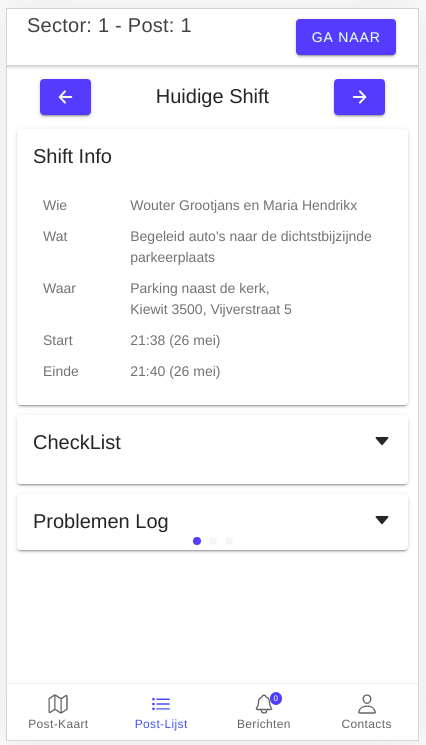 Sector: 1 - Post: 1
GA NAAR
Huidige Shift
Shift Info
Wie Wouter Grootjans en Maria Hendrikx
Wat Begeleid auto's naar de dichtstbijzijnde
parkeerplaats
Waar Parking naast de kerk,
Kiewit 3500, Vijverstraat 5
Start 21:38 (26 mei)
Einde 21:40 (26 mei)
CheckList
Problemen Log
0
Post-Kaart Post-Lijst Berichten Contacts